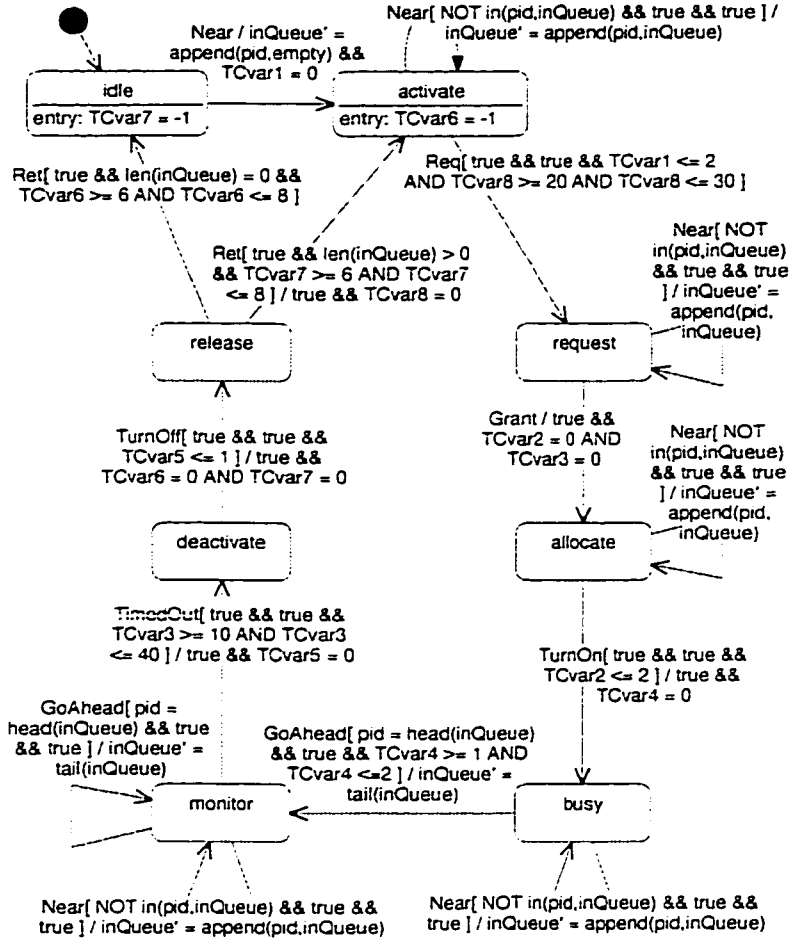 Near / inQueue' =
append(pid,empty) &&
TCvar1 = 0
Near[ NOT in(pid,inQueue) && true && true ] /
inQueue' = append(pid,inQueue)
idle
entry: TCvar7 = -1
activate
entry: TCvar6 = -1
Ret[ true && len(inQueue) = 0 &&
TCvar6 >= 6 AND TCvar6 <= 8 ]
Req[ true && true && TCvar1 <= 2
AND TCvar8 >= 20 AND TCvar8 <= 30 ]
Ret[ true && len(inQueue) > 0
&& TCvar7 >= 6 AND TCvar7
<= 8 ] / true && TCvar8 = 0
Near[ NOT
in(pid,inQueue)
&& true && true
] / inQueue' =
append(pid,
inQueue)
release
request
TurnOff[ true && true &&
TCvar5 <= 1 ] / true &&
TCvar6 = 0 AND TCvar7 = 0
Grant / true &&
TCvar2 = 0 AND
TCvar3 = 0
Near[ NOT
in(pid,inQueue)
&& true && true
] / inQueue' =
append(pid,
inQueue)
deactivate
allocate
TimedOut[ true && true &&
TCvar3 >= 10 AND TCvar3
<= 40 ] / true && TCvar5 = 0
TurnOn[ true && true &&
TCvar2 <= 2 ] / true &&
TCvar4 = 0
GoAhead[ pid =
head(inQueue) && true
&& true ] / inQueue' =
tail(inQueue)
GoAhead[ pid = head(inQueue)
&& true && TCvar4 >= 1 AND
TCvar4 <=2 ] / inQueue' =
tail(inQueue)
monitor
busy
Near[ NOT in(pid,inQueue) && true &&
true ] / inQueue' = append(pid,inQueue)
Near[ NOT in(pid,inQueue) && true &&
true ] / inQueue' = append(pid,inQueue)